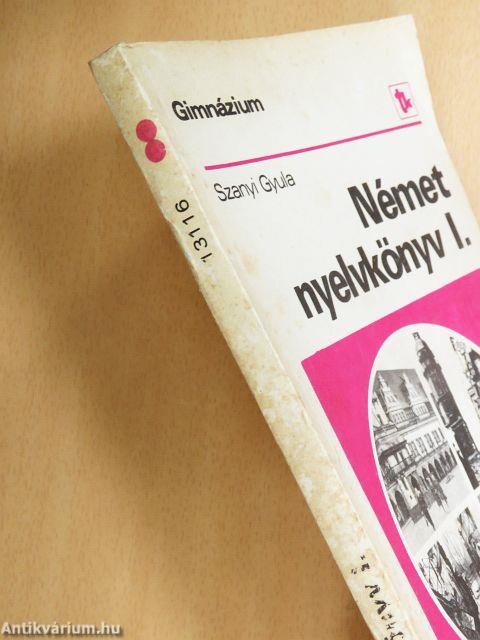 Gimnázium
Szanyi Gyula
Német
nyelvkönyv I.
13116
Antikvárium.hu